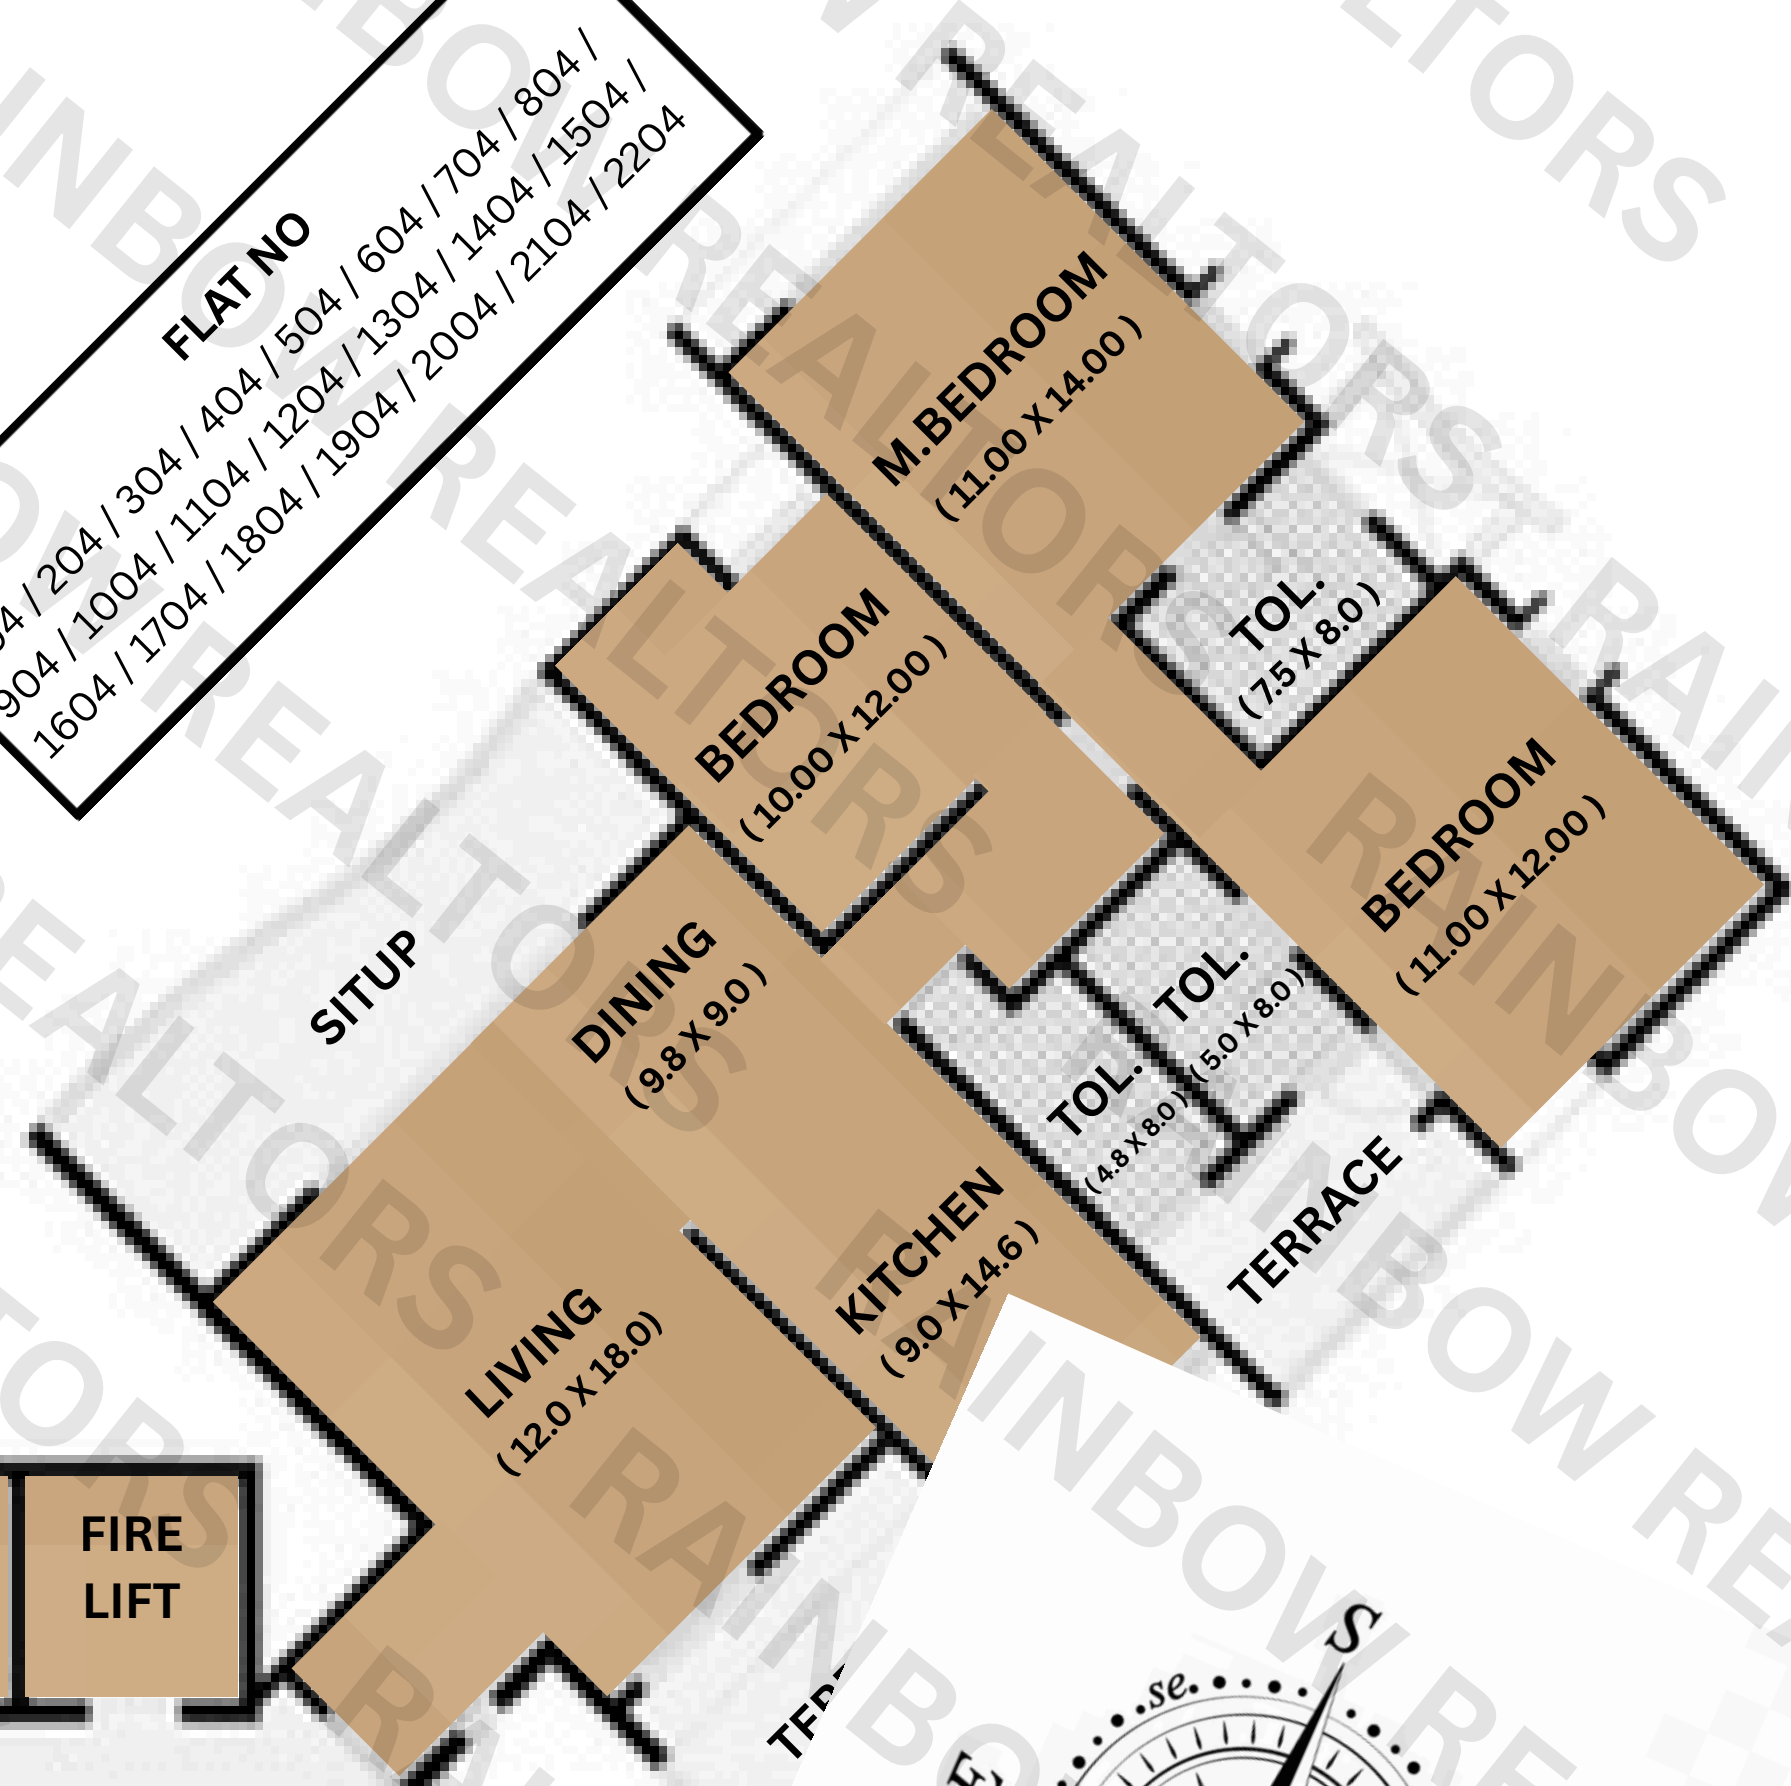 FLAT NO
/ 204 / 304 / 404 / 504 / 604 / 704 / 804 /
904 / 1004 / 1104 / 1204 / 1304 / 1404 / 1504 /
1604 / 1704 / 1804 / 1904 / 2004 / 2104 / 2204
M.BEDROOM
( 11.00 X 14.00 )
TOL.
( 7.5 X 8.0 )
BEDROOM
( 10.00 X 12.00 )
BEDROOM
( 11.00 X 12.00 )
SITUP
DINING
( 9.8 X 9.0 )
TOL.
( 5.0 X 8.0 )
TOL.
( 4.8 X 8.0 )
TERRACE
KITCHEN
( 9.0 X 14.6 )
LIVING
( 12.0 X 18.0)
FIRE
LIFT
S
se
E
RAINBOW REALTORS